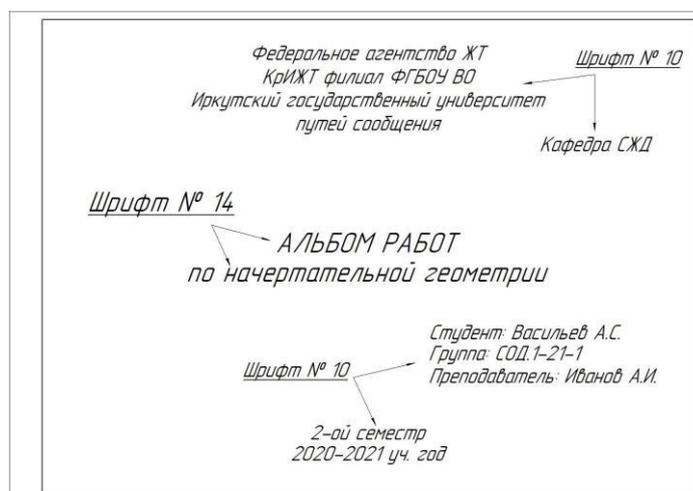 Федеральное агентство ЖТ
КрИЖТ филиал ФГБОУ ВО
Иркутский государственный университет
путей сообщения
Шрифт № 10
Кафедра СЖД
Шрифт № 14
АЛЬБОМ РАБОТ
по начертательной геометрии
Студент: Васильев А.С.
Группа: СОД.1-21-1
Преподаватель: Иванов А.И.
Шрифт № 10
2-ой семестр
2020-2021 уч. год